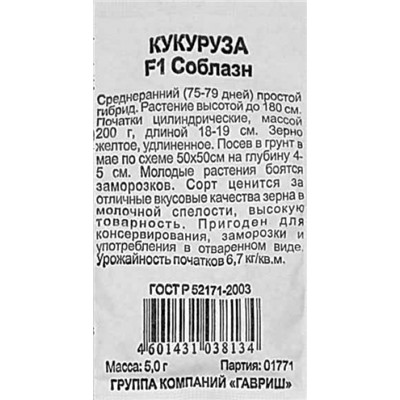 КУКУРУЗА
F1 Соблазн
Среднеранний (75-79 дней) простой
гибрид. Растение высотой до 180 см.
Початки цилиндрические, массой
200 г, длиной 18-19 см. Зерно
желтое, удлиненное. Посев в грунт в
мае по схеме 50х50см на глубину 4-
5 см. Молодые растения боятся
заморозков. Сорт ценится за
отличные вкусовые качества зерна в
молочной спелости, высокую
товарность. Пригоден для
консервирования, заморозки и
употребления в отваренном виде.
Урожайность початков 6,7 кг/кв.м.
ГОСТ Р 52171-2003
4 601431 038134
Масса: 5,0 г Партия: 01771
ГРУППА КОМПАНИЙ "ГАВРИШ"